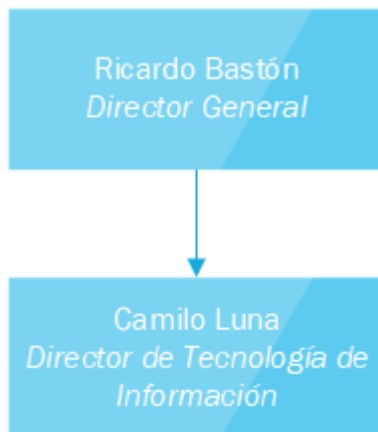 Ricardo Bastón
Director General
Camilo Luna
Director de Tecnología de
Información